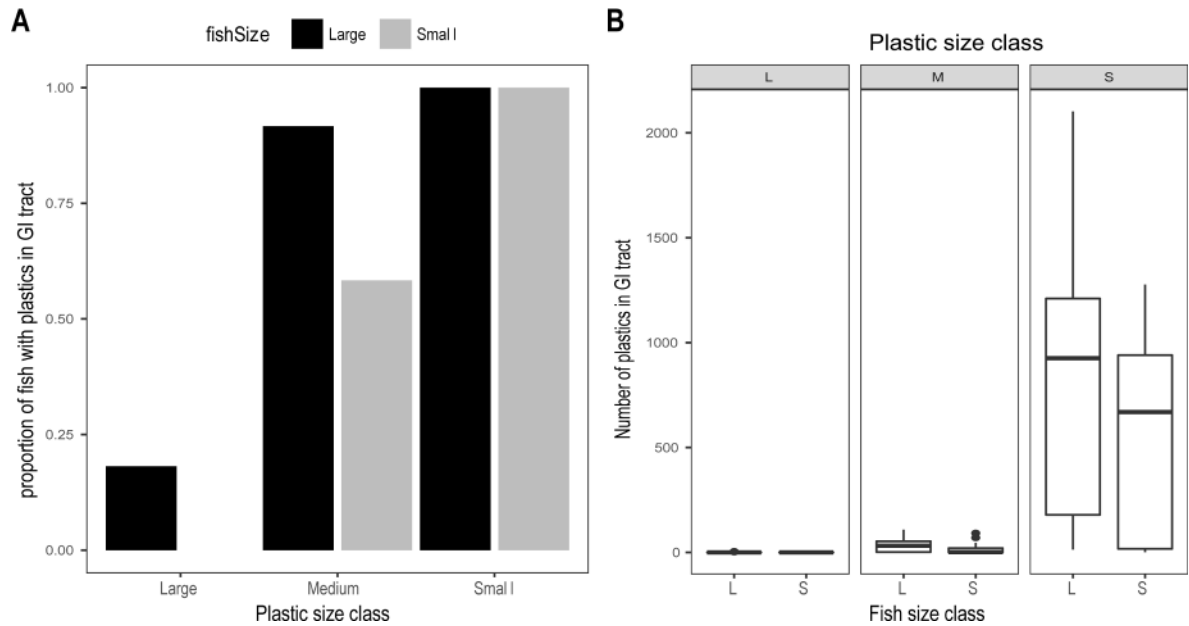 A
fishSize Large Smal l
proportion of fish with plastics in GI tract
1.00
0.75
0.50
0.25
0.00
Large Medium Smal l
Plastic size class
B
Plastic size class
L M S
Number of plastics in GI tract
2000
1500
1000
500
0
L S L S L S
Fish size class